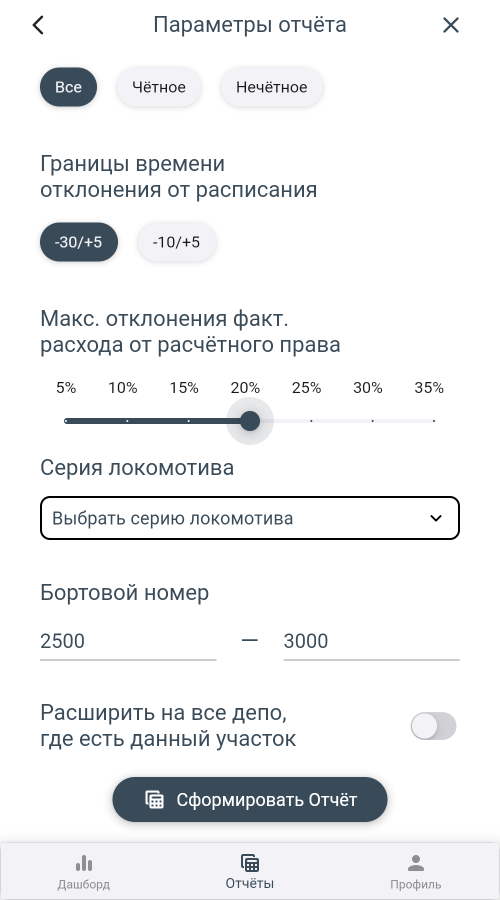 Параметры отчёта
Все Чётное Нечётное
Границы времени
отклонения от расписания
-30/+5 -10/+5
Макс. отклонения факт.
расхода от расчётного права
5% 10% 15% 20% 25% 30% 35%
Серия локомотива
Выбрать серию локомотива
Бортовой номер
2500 — 3000
Расширить на все депо,
где есть данный участок
Сформировать Отчёт
Дашборд Отчёты Профиль